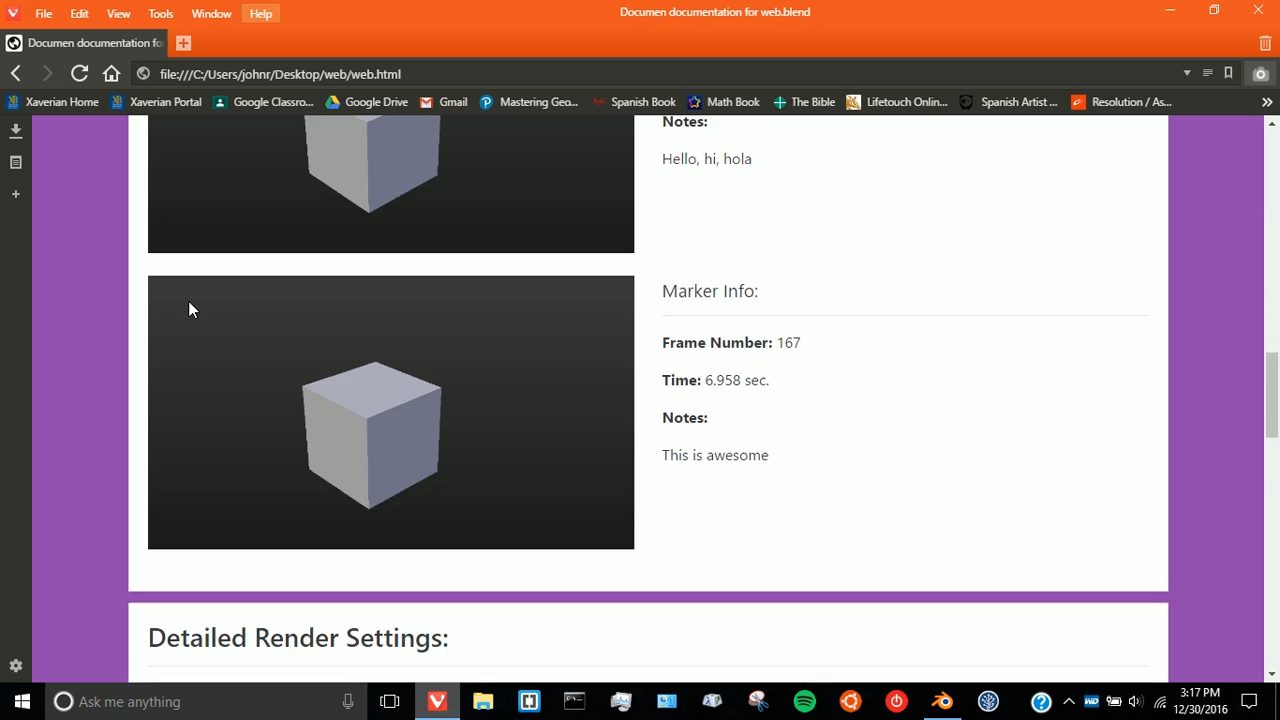 File Edit View Tools Window Help
Documen documentation for web.blend
Documen documentation fo
file:///C:/Users/johnr/Desktop/web/web.html
Xaverian Home Xaverian Portal Google Classro... Google Drive Gmail Mastering Geo... Spanish Book Math Book The Bible Lifetouch Onlin... Spanish Artist ... Resolution / As...
Notes:
Hello, hi, hola
Marker Info:
Frame Number: 167
Time: 6.958 sec.
Notes:
This is awesome
Detailed Render Settings:
Ask me anything
3:17 PM
12/30/2016